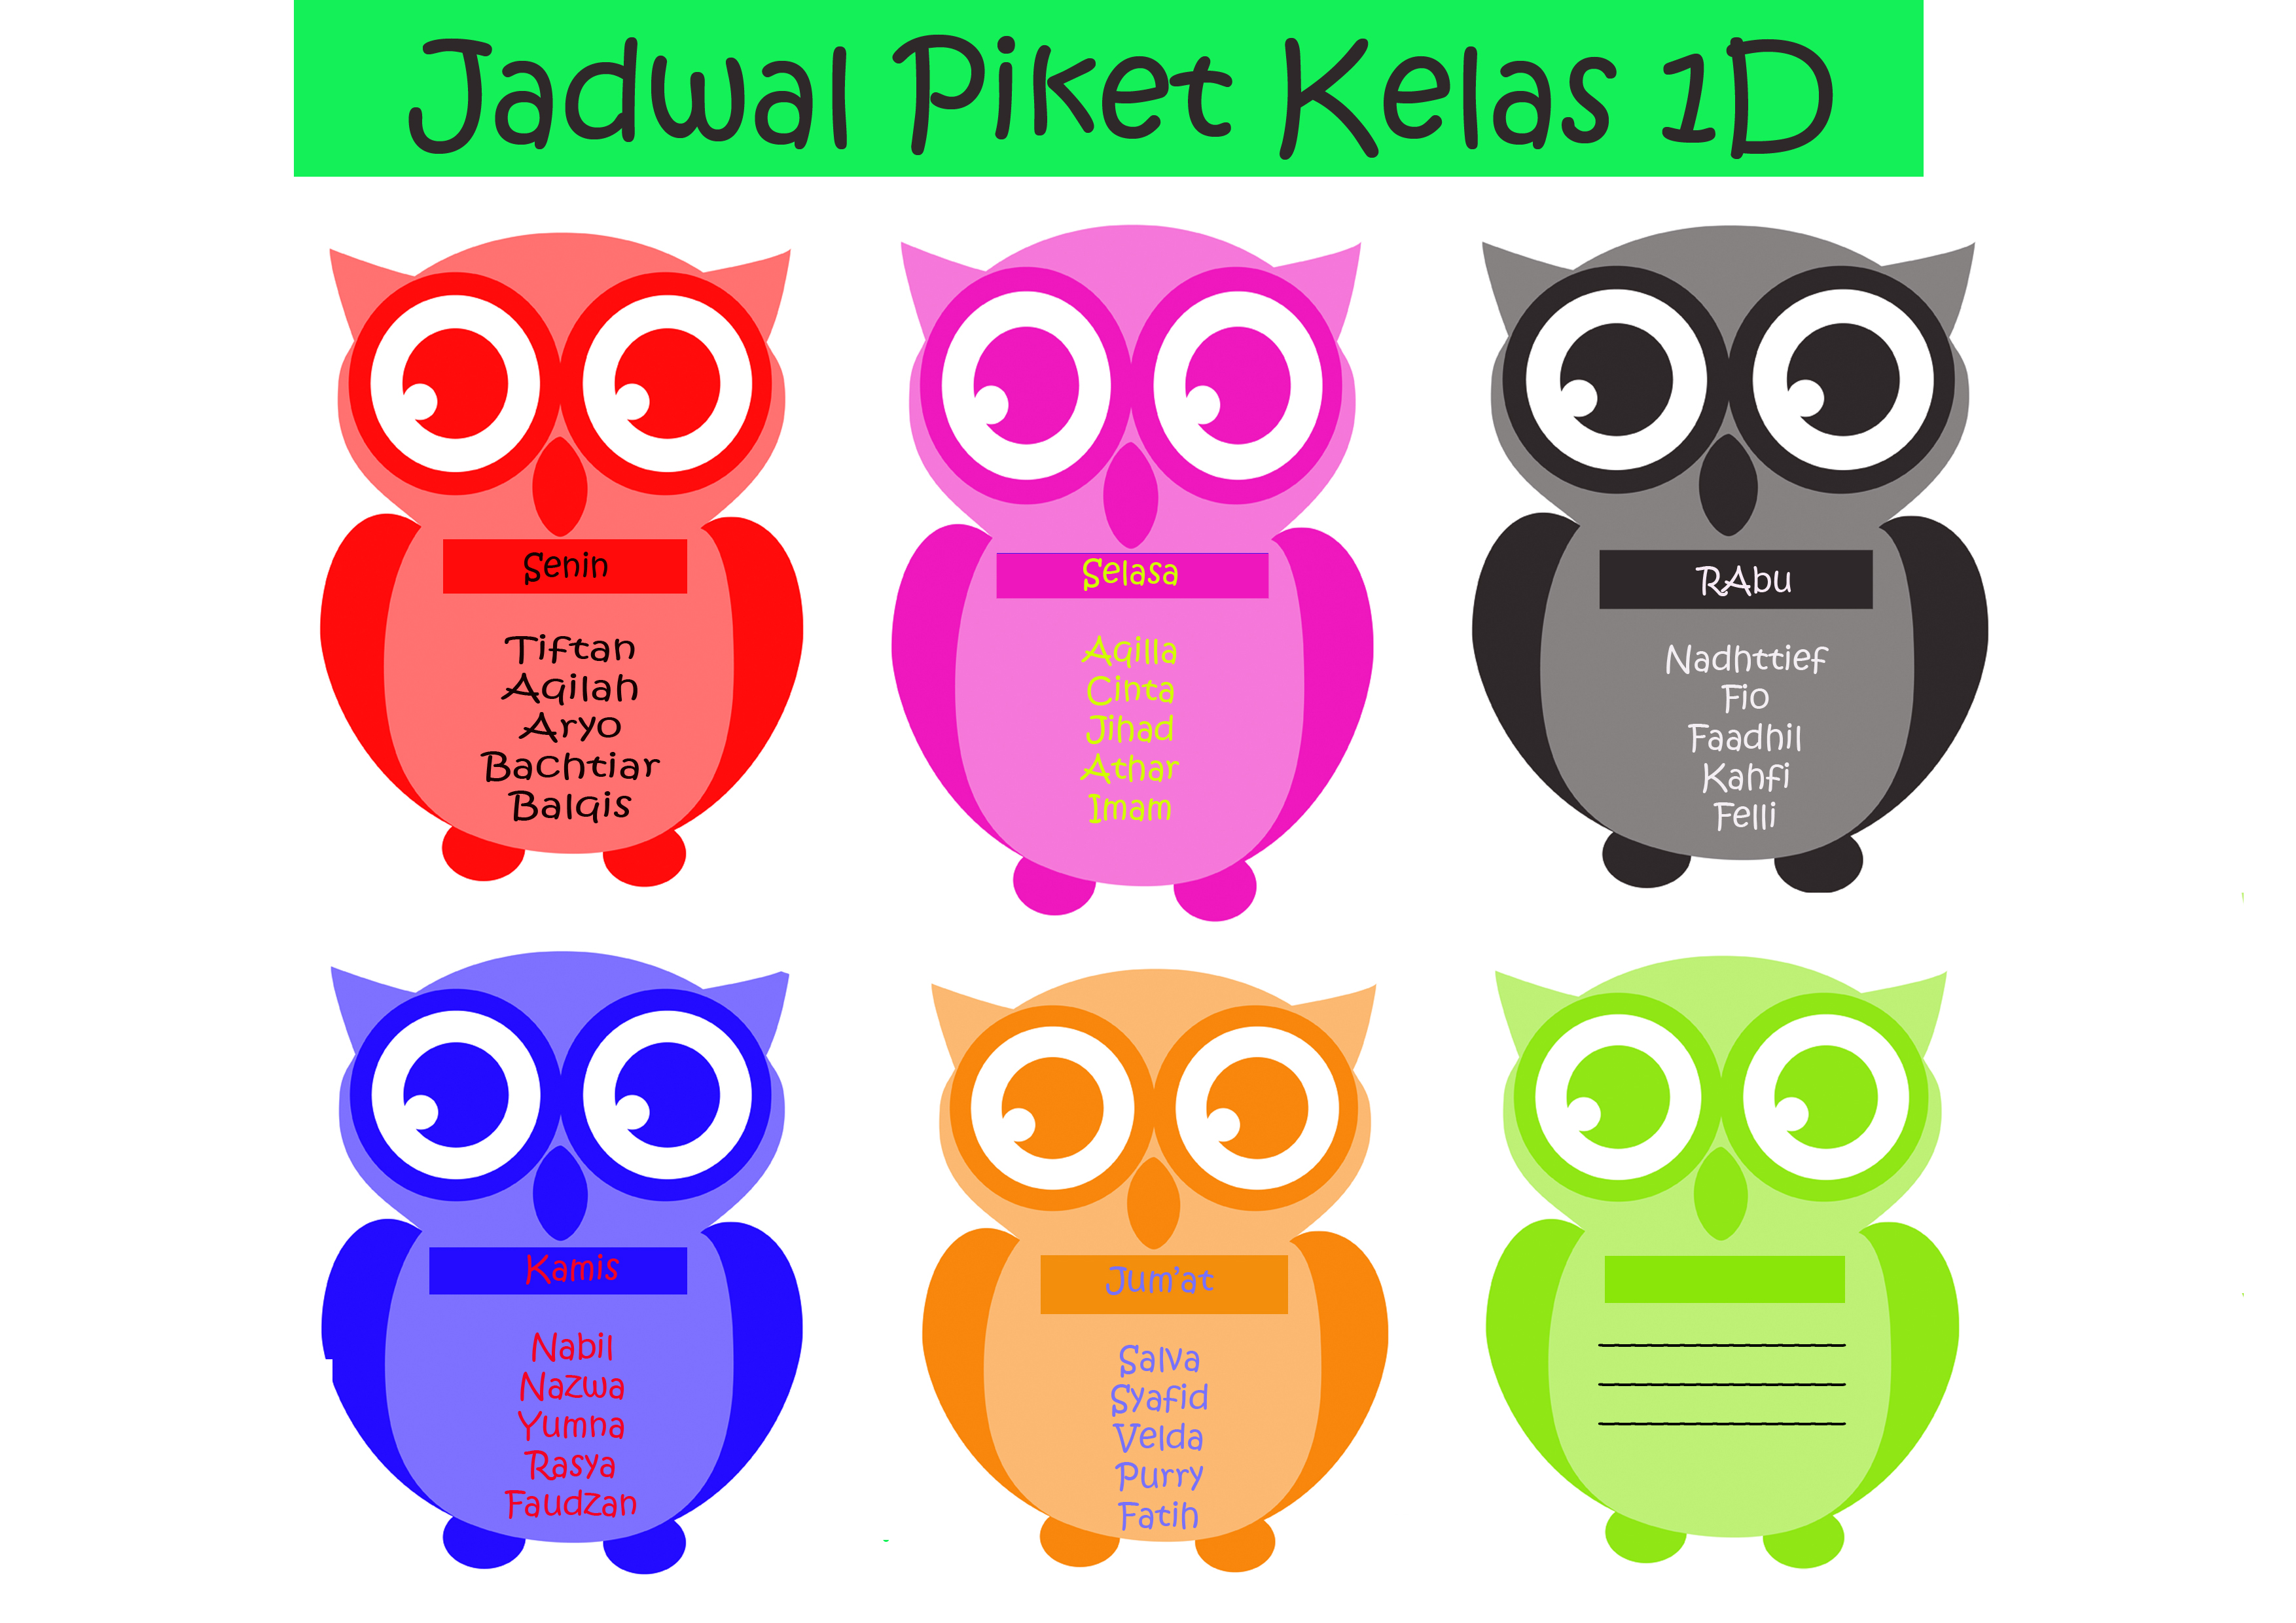 Jadwal Piket Kelas 1D
Senin
Tiftan
Aqilah
Aryo
Bachtiar
Balqis
Selasa
Aqilla
Cinta
Jihad
Athar
Imam
RAbu
Nadhttief
Fio
Faadhil
Kahfi
Felli
Kamis
Nabil
Nazwa
Yumna
Rasya
Faudzan
Jum'at
Salva
Syafid
Velda
Purry
Fatih